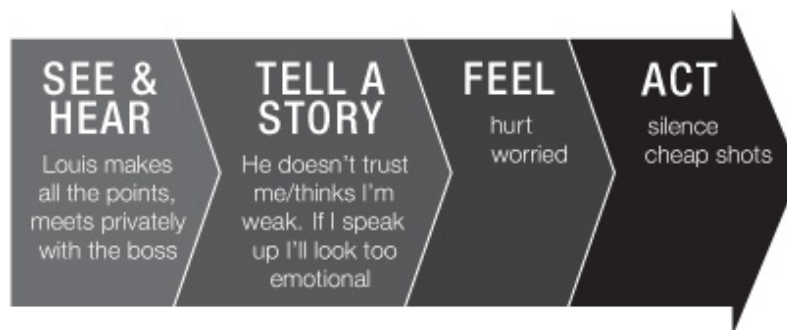 SEE &
HEAR
Louis makes
all the points,
meets privately
with the boss
TELL A
STORY
He doesn't trust
me/thinks I'm
weak. If I speak
up I'll look too
emotional
FEEL
hurt
worried
ACT
silence
cheap shots